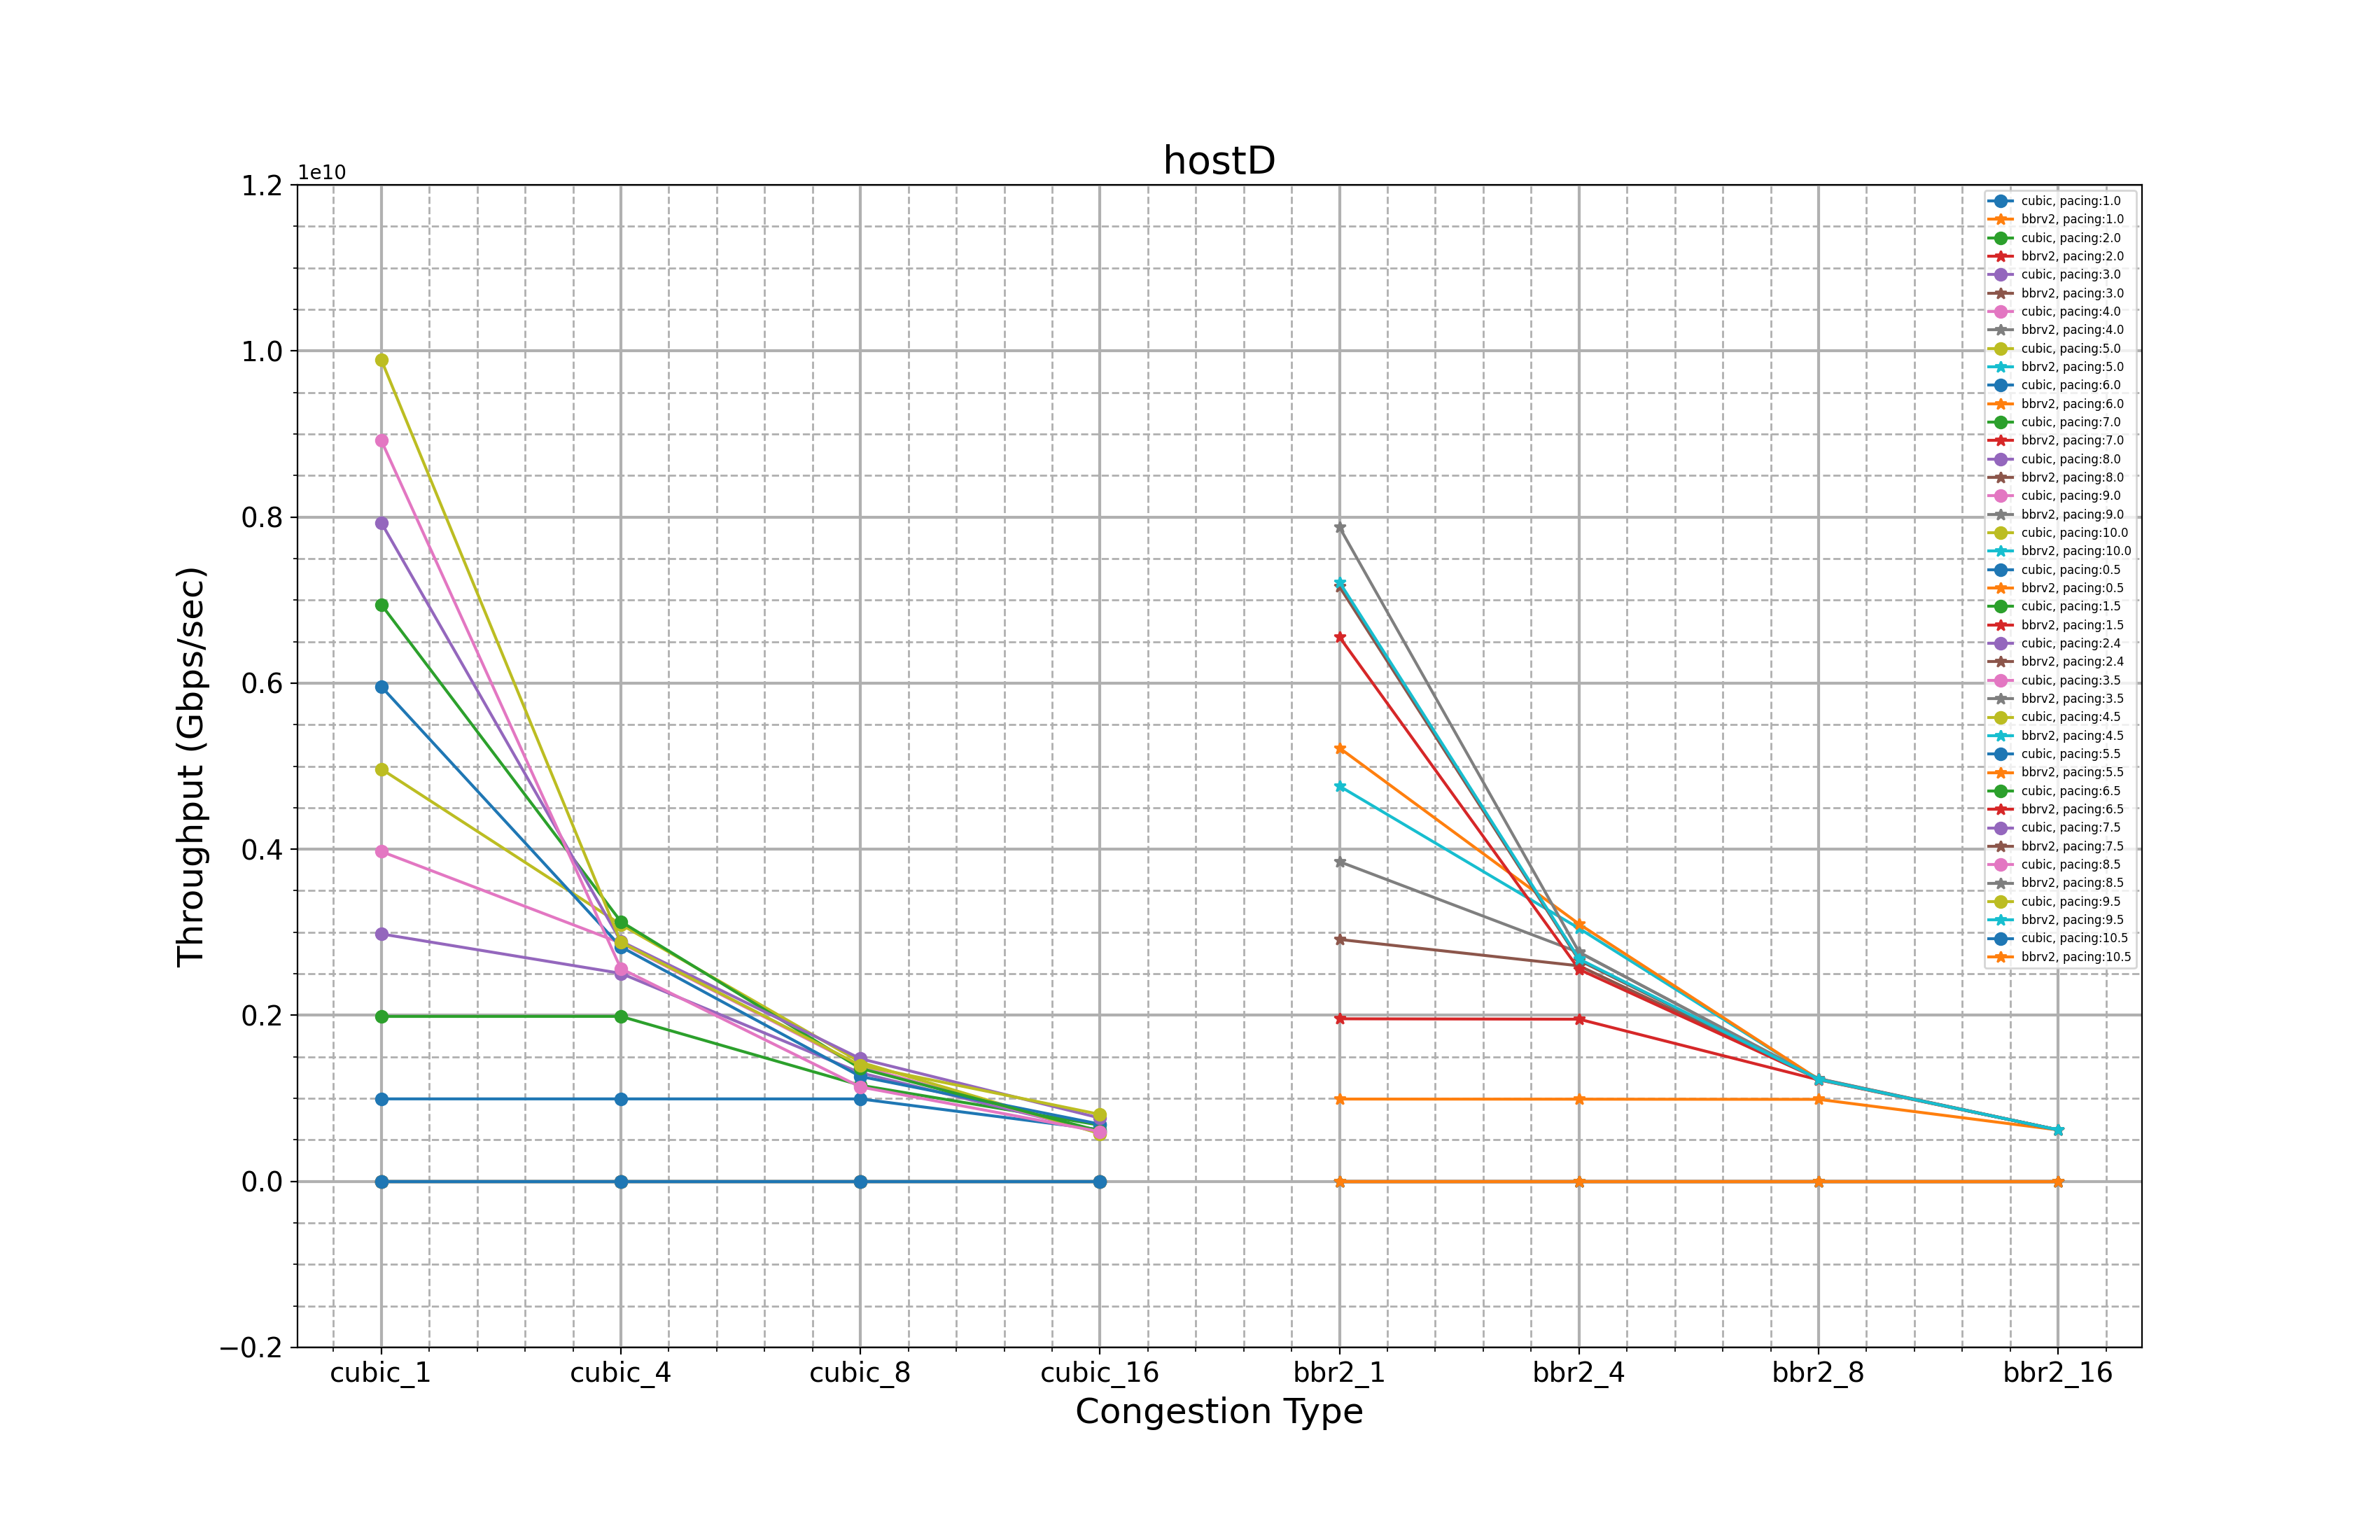 hostD
1e10
1.2
1.0
0.8
0.6
0.4
0.2
0.0
−0.2
Throughput (Gbps/sec)
cubic_1 cubic_4 cubic_8 cubic_16 bbr2_1 bbr2_4 bbr2_8 bbr2_16
Congestion Type
cubic, pacing:1.0
bbrv2, pacing:1.0
cubic, pacing:2.0
bbrv2, pacing:2.0
cubic, pacing:3.0
bbrv2, pacing:3.0
cubic, pacing:4.0
bbrv2, pacing:4.0
cubic, pacing:5.0
bbrv2, pacing:5.0
cubic, pacing:6.0
bbrv2, pacing:6.0
cubic, pacing:7.0
bbrv2, pacing:7.0
cubic, pacing:8.0
bbrv2, pacing:8.0
cubic, pacing:9.0
bbrv2, pacing:9.0
cubic, pacing:10.0
bbrv2, pacing:10.0
cubic, pacing:0.5
bbrv2, pacing:0.5
cubic, pacing:1.5
bbrv2, pacing:1.5
cubic, pacing:2.4
bbrv2, pacing:2.4
cubic, pacing:3.5
bbrv2, pacing:3.5
cubic, pacing:4.5
bbrv2, pacing:4.5
cubic, pacing:5.5
bbrv2, pacing:5.5
cubic, pacing:6.5
bbrv2, pacing:6.5
cubic, pacing:7.5
bbrv2, pacing:7.5
cubic, pacing:8.5
bbrv2, pacing:8.5
cubic, pacing:9.5
bbrv2, pacing:9.5
cubic, pacing:10.5
bbrv2, pacing:10.5